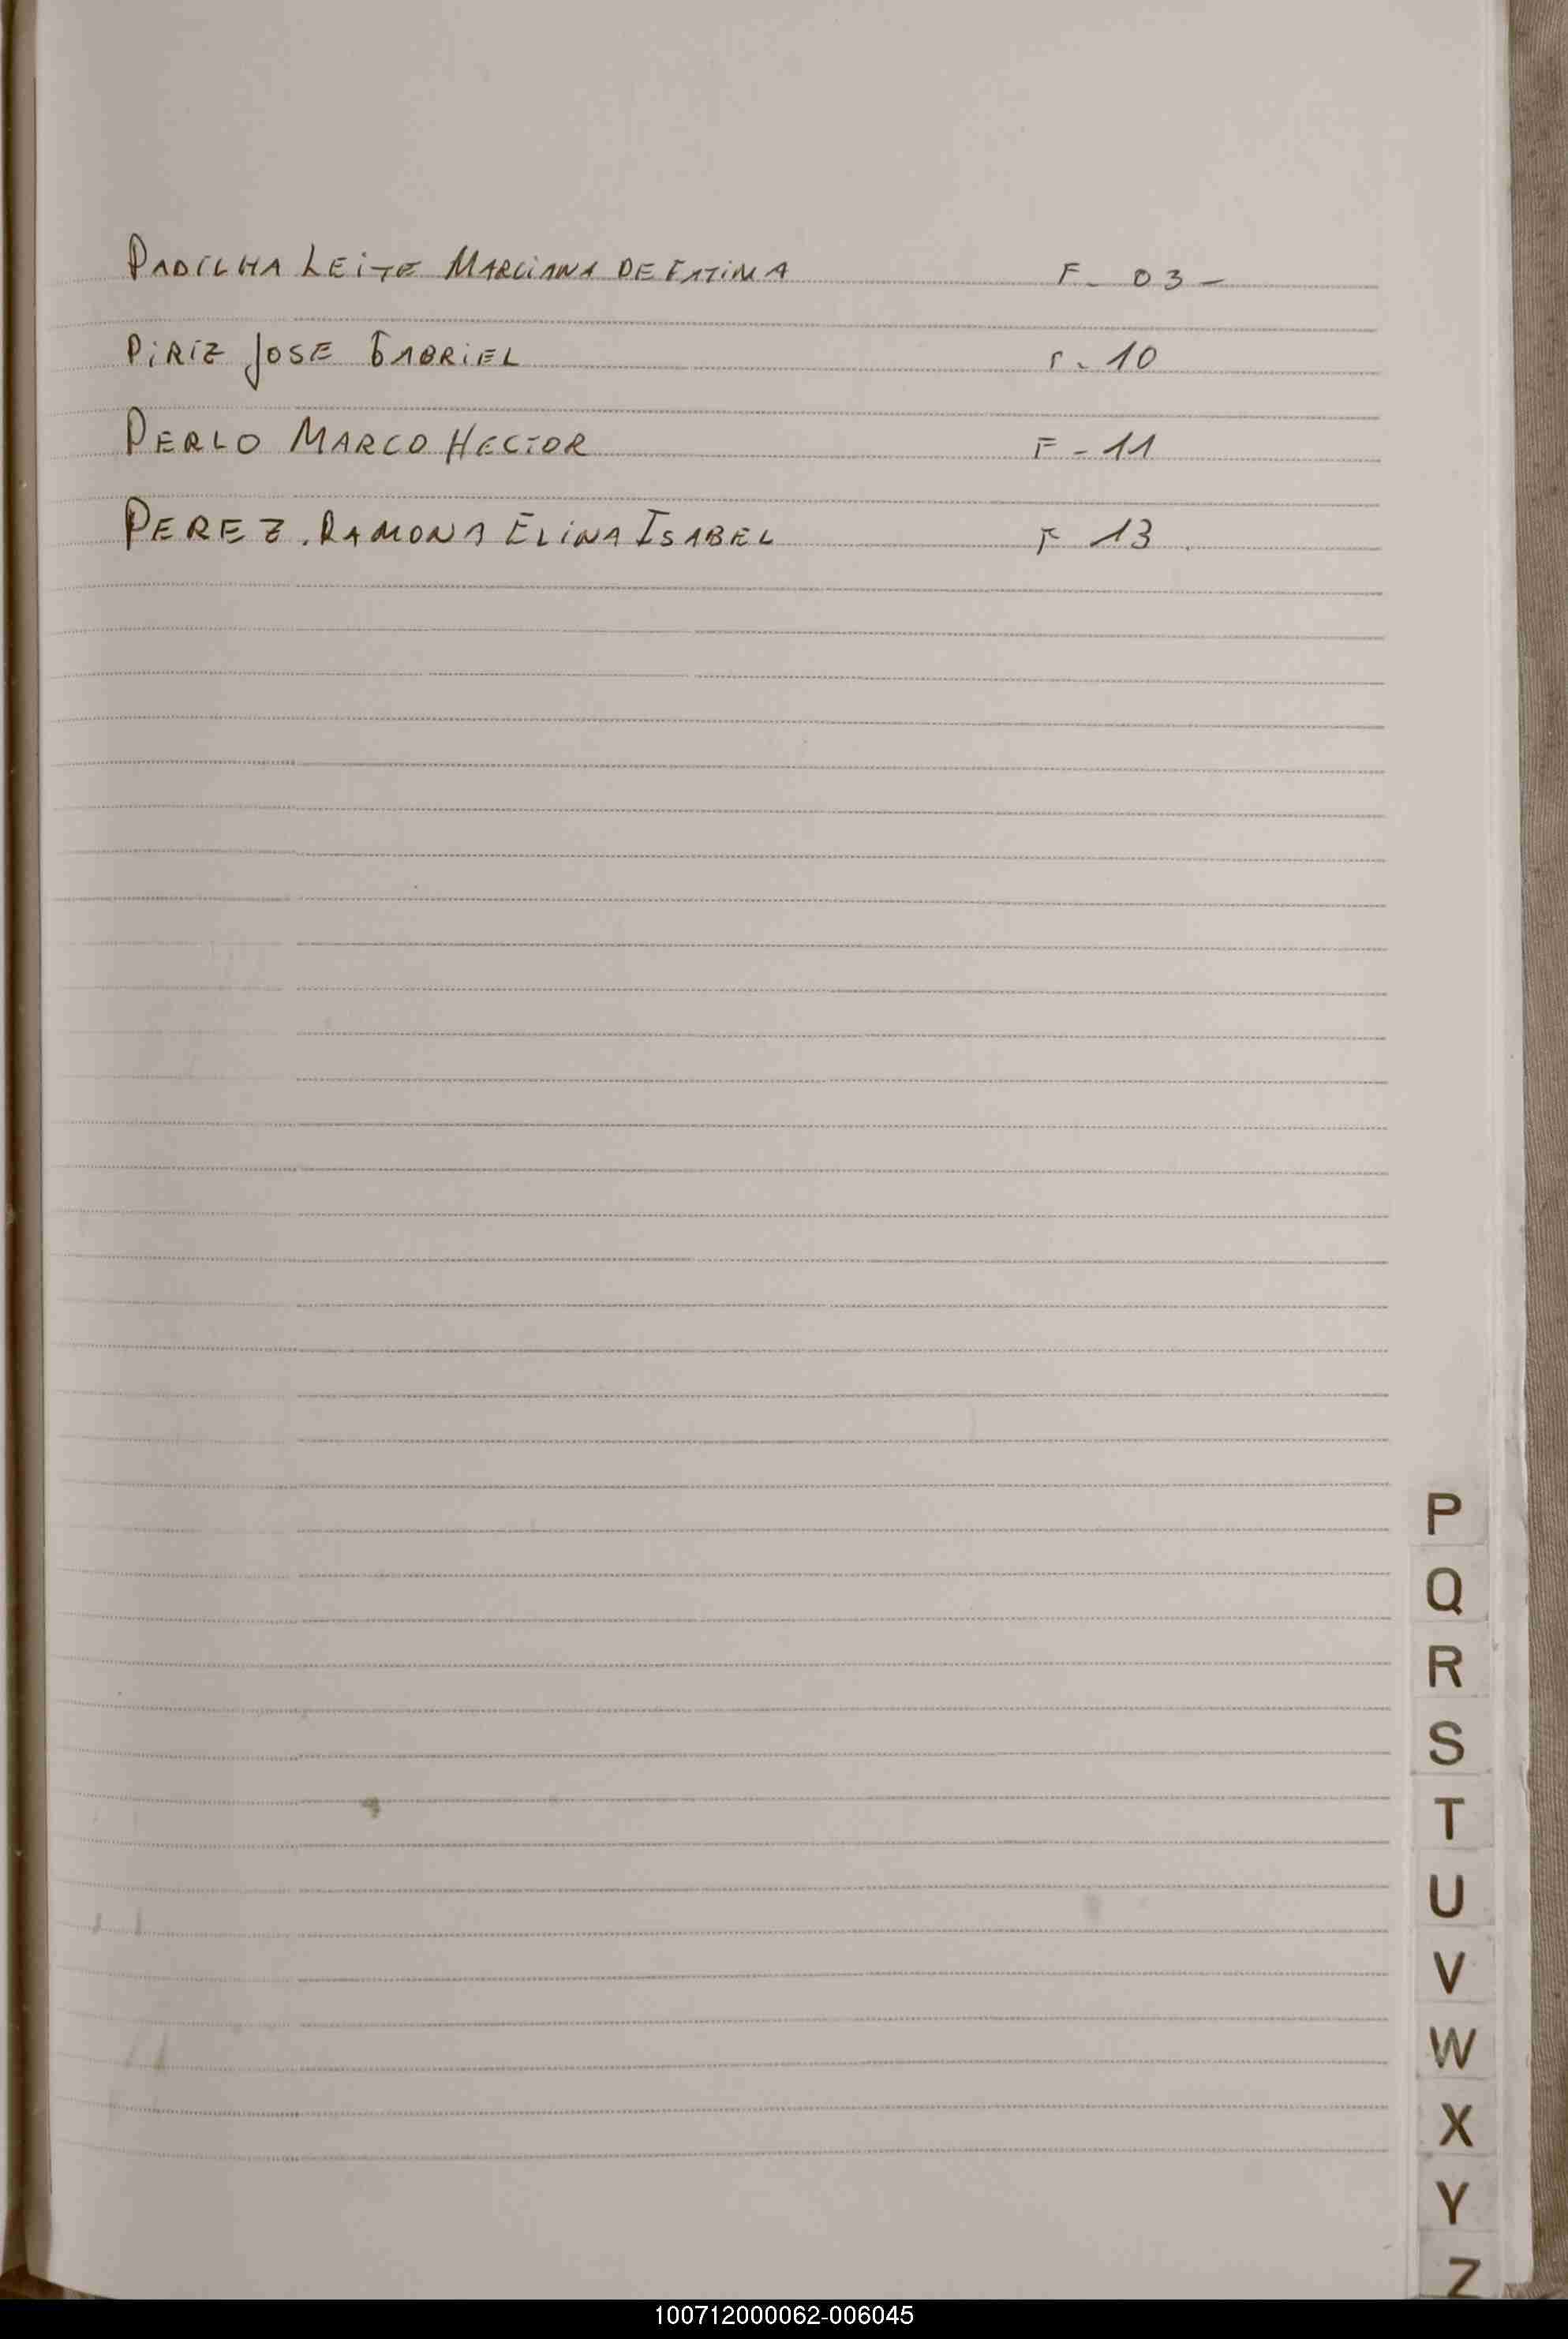 PADILHA LEITE MARCIANA DE FATIMA F- 03-
PIRIZ JOSE GABRIEL F- 10
PERLO MARCO HECTOR F-11
PEREZ. RAMONA ELINA ISABEL F 13
P
Q
R
S
T
U
V
W
X
Y
Z
100712000062-006045